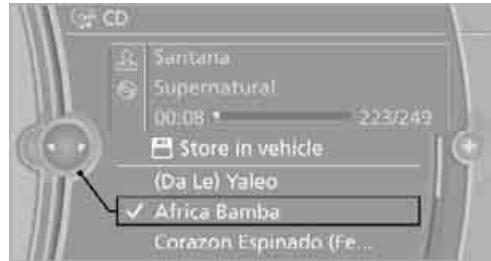 CD
Santana
Supernatural
00:08 223/249
Store in vehicle
(Da Le) Yaleo
Africa Bamba
Corazon Espinado (Fe...